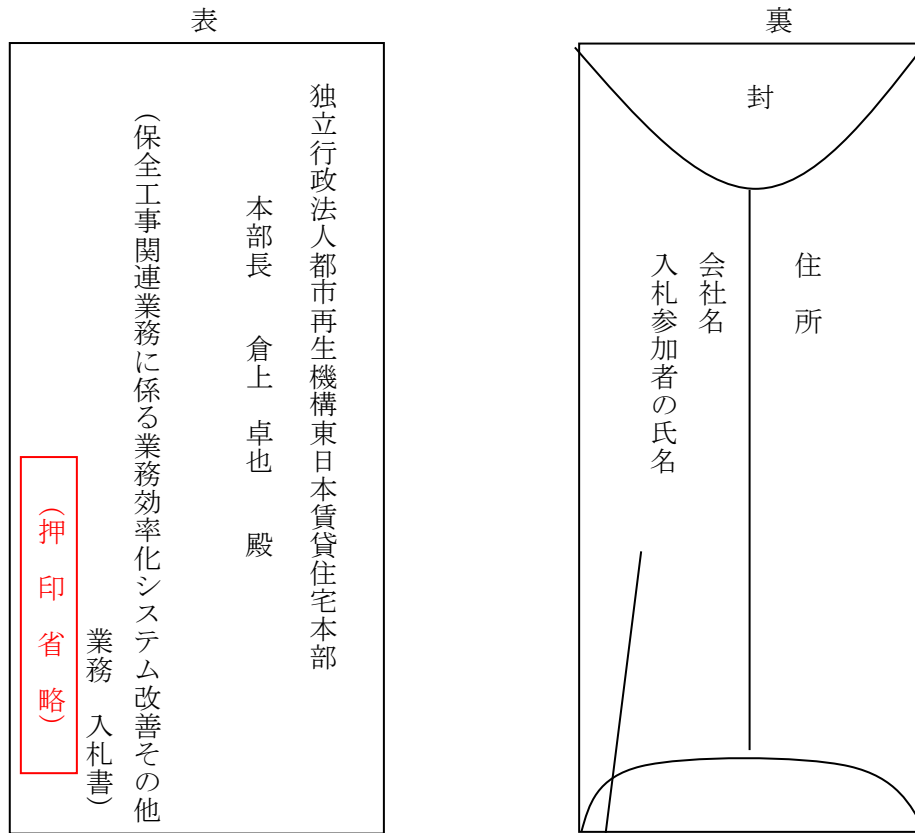 表
独立行政法人都市再生機構東日本賃貸住宅本部
本部長　倉上　卓也　殿
(保全工事関連業務に係る業務効率化システム改善その他
業務　入札書)
(押印省略)
裏
封
住所
会社名
入札参加者の氏名